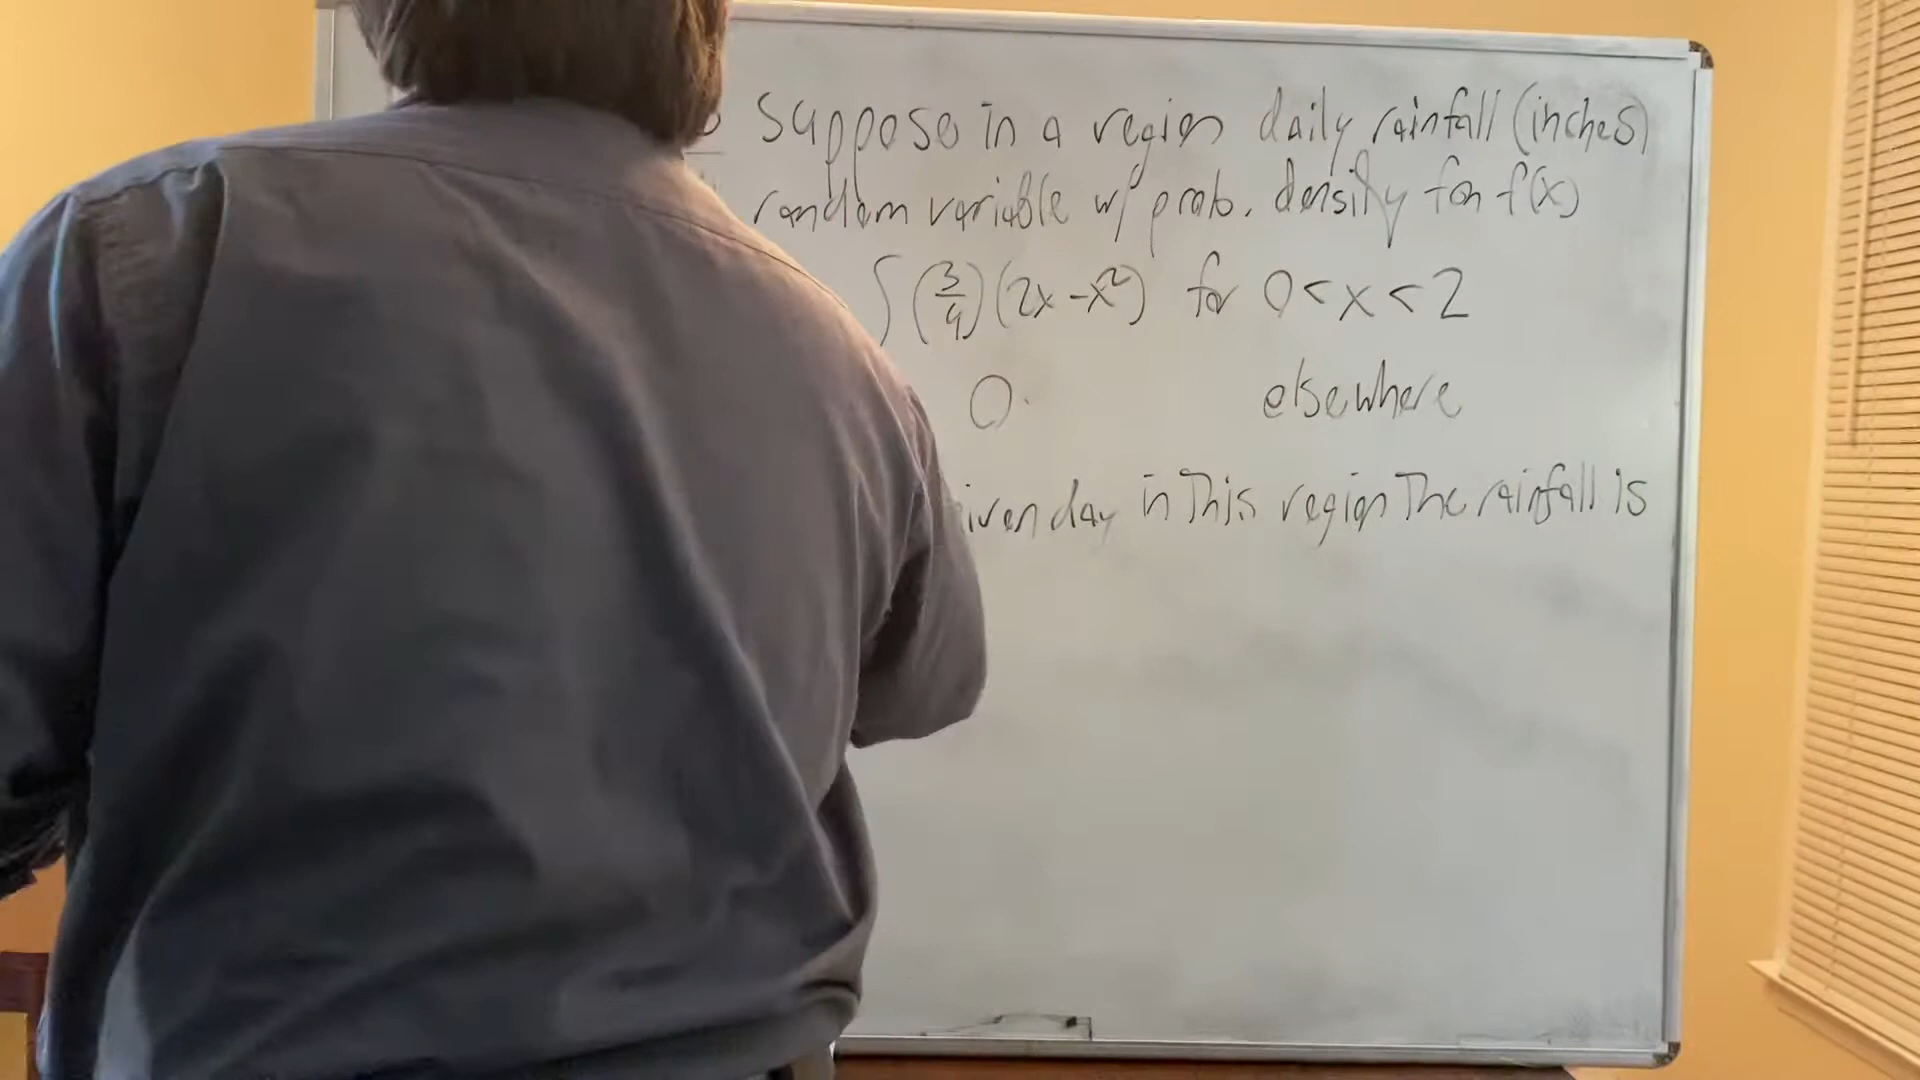 Suppose in a region daily rainfall (inches)
random variable w/ prob. density fcn f(x)
{ (3/4)(2x-x²) for 0<x<2
0 elsewhere
day in this region The rainfall is